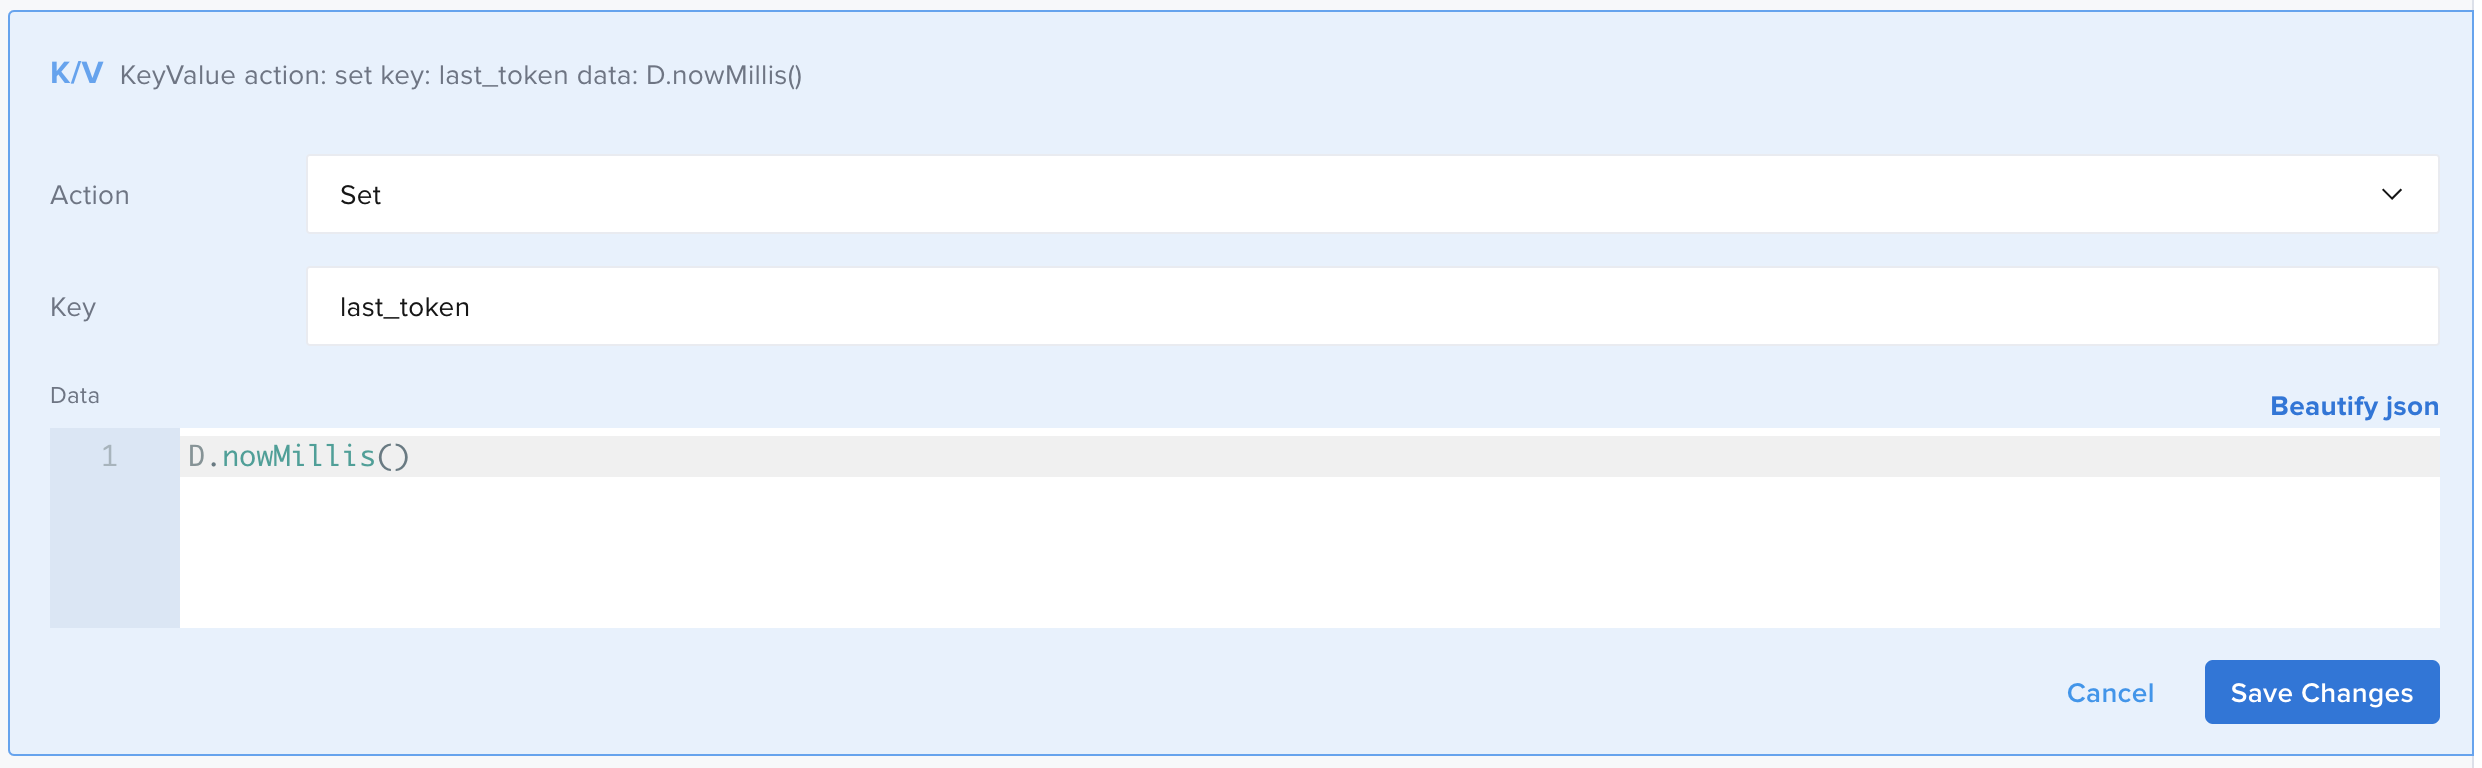 K/V KeyValue action: set key: last_token data: D.nowMillis()
Action Set
Key last_token
Data
Beautify json
1 D.nowMillis()
Cancel Save Changes